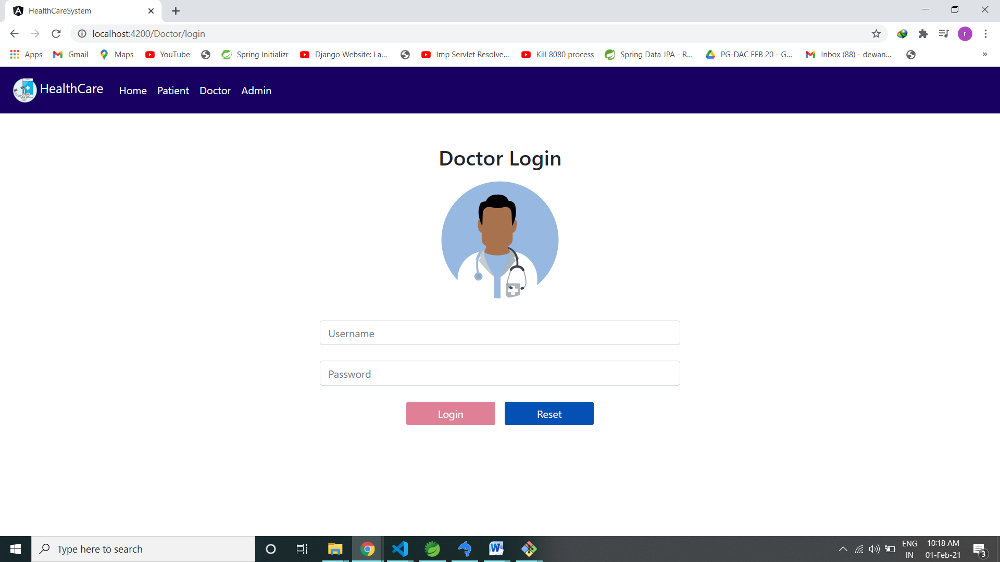 HealthCareSystem
localhost:4200/Doctor/login
r
Apps Gmail Maps YouTube Spring Initializr Django Website: La... Imp Servlet Resolve... Kill 8080 process Spring Data JPA - R... PG-DAC FEB 20 - G... Inbox (88) - dewan... »
HealthCare Home Patient Doctor Admin
Doctor Login
Username
Password
Login Reset
Type here to search
ENG 10:18 AM
IN 01-Feb-21
3